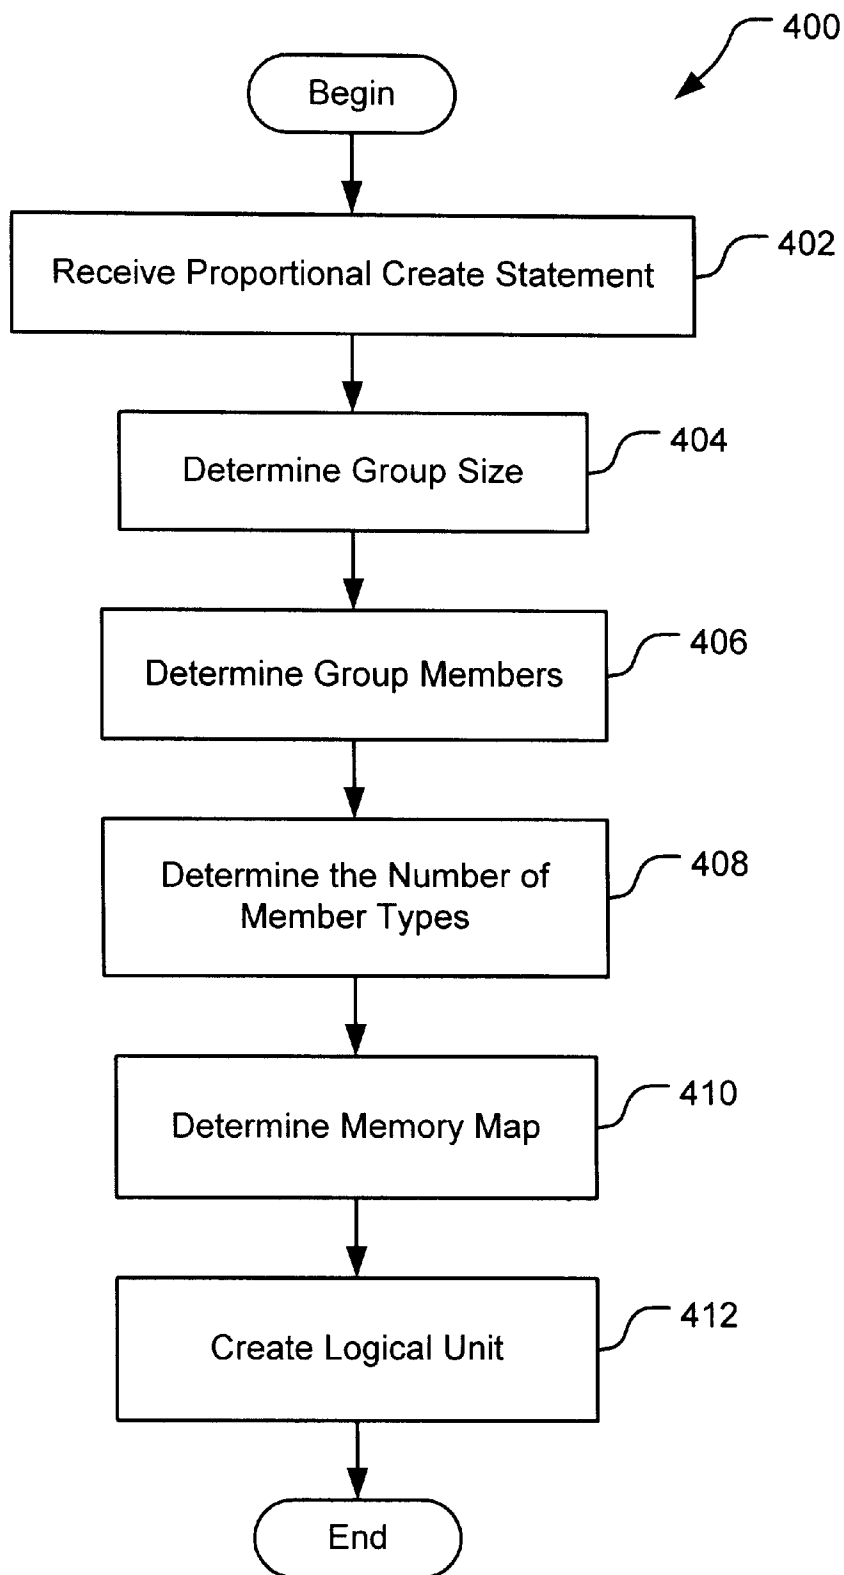 400
Begin
Receive Proportional Create Statement
402
Determine Group Size
404
Determine Group Members
406
Determine the Number of
Member Types
408
Determine Memory Map
410
Create Logical Unit
412
End